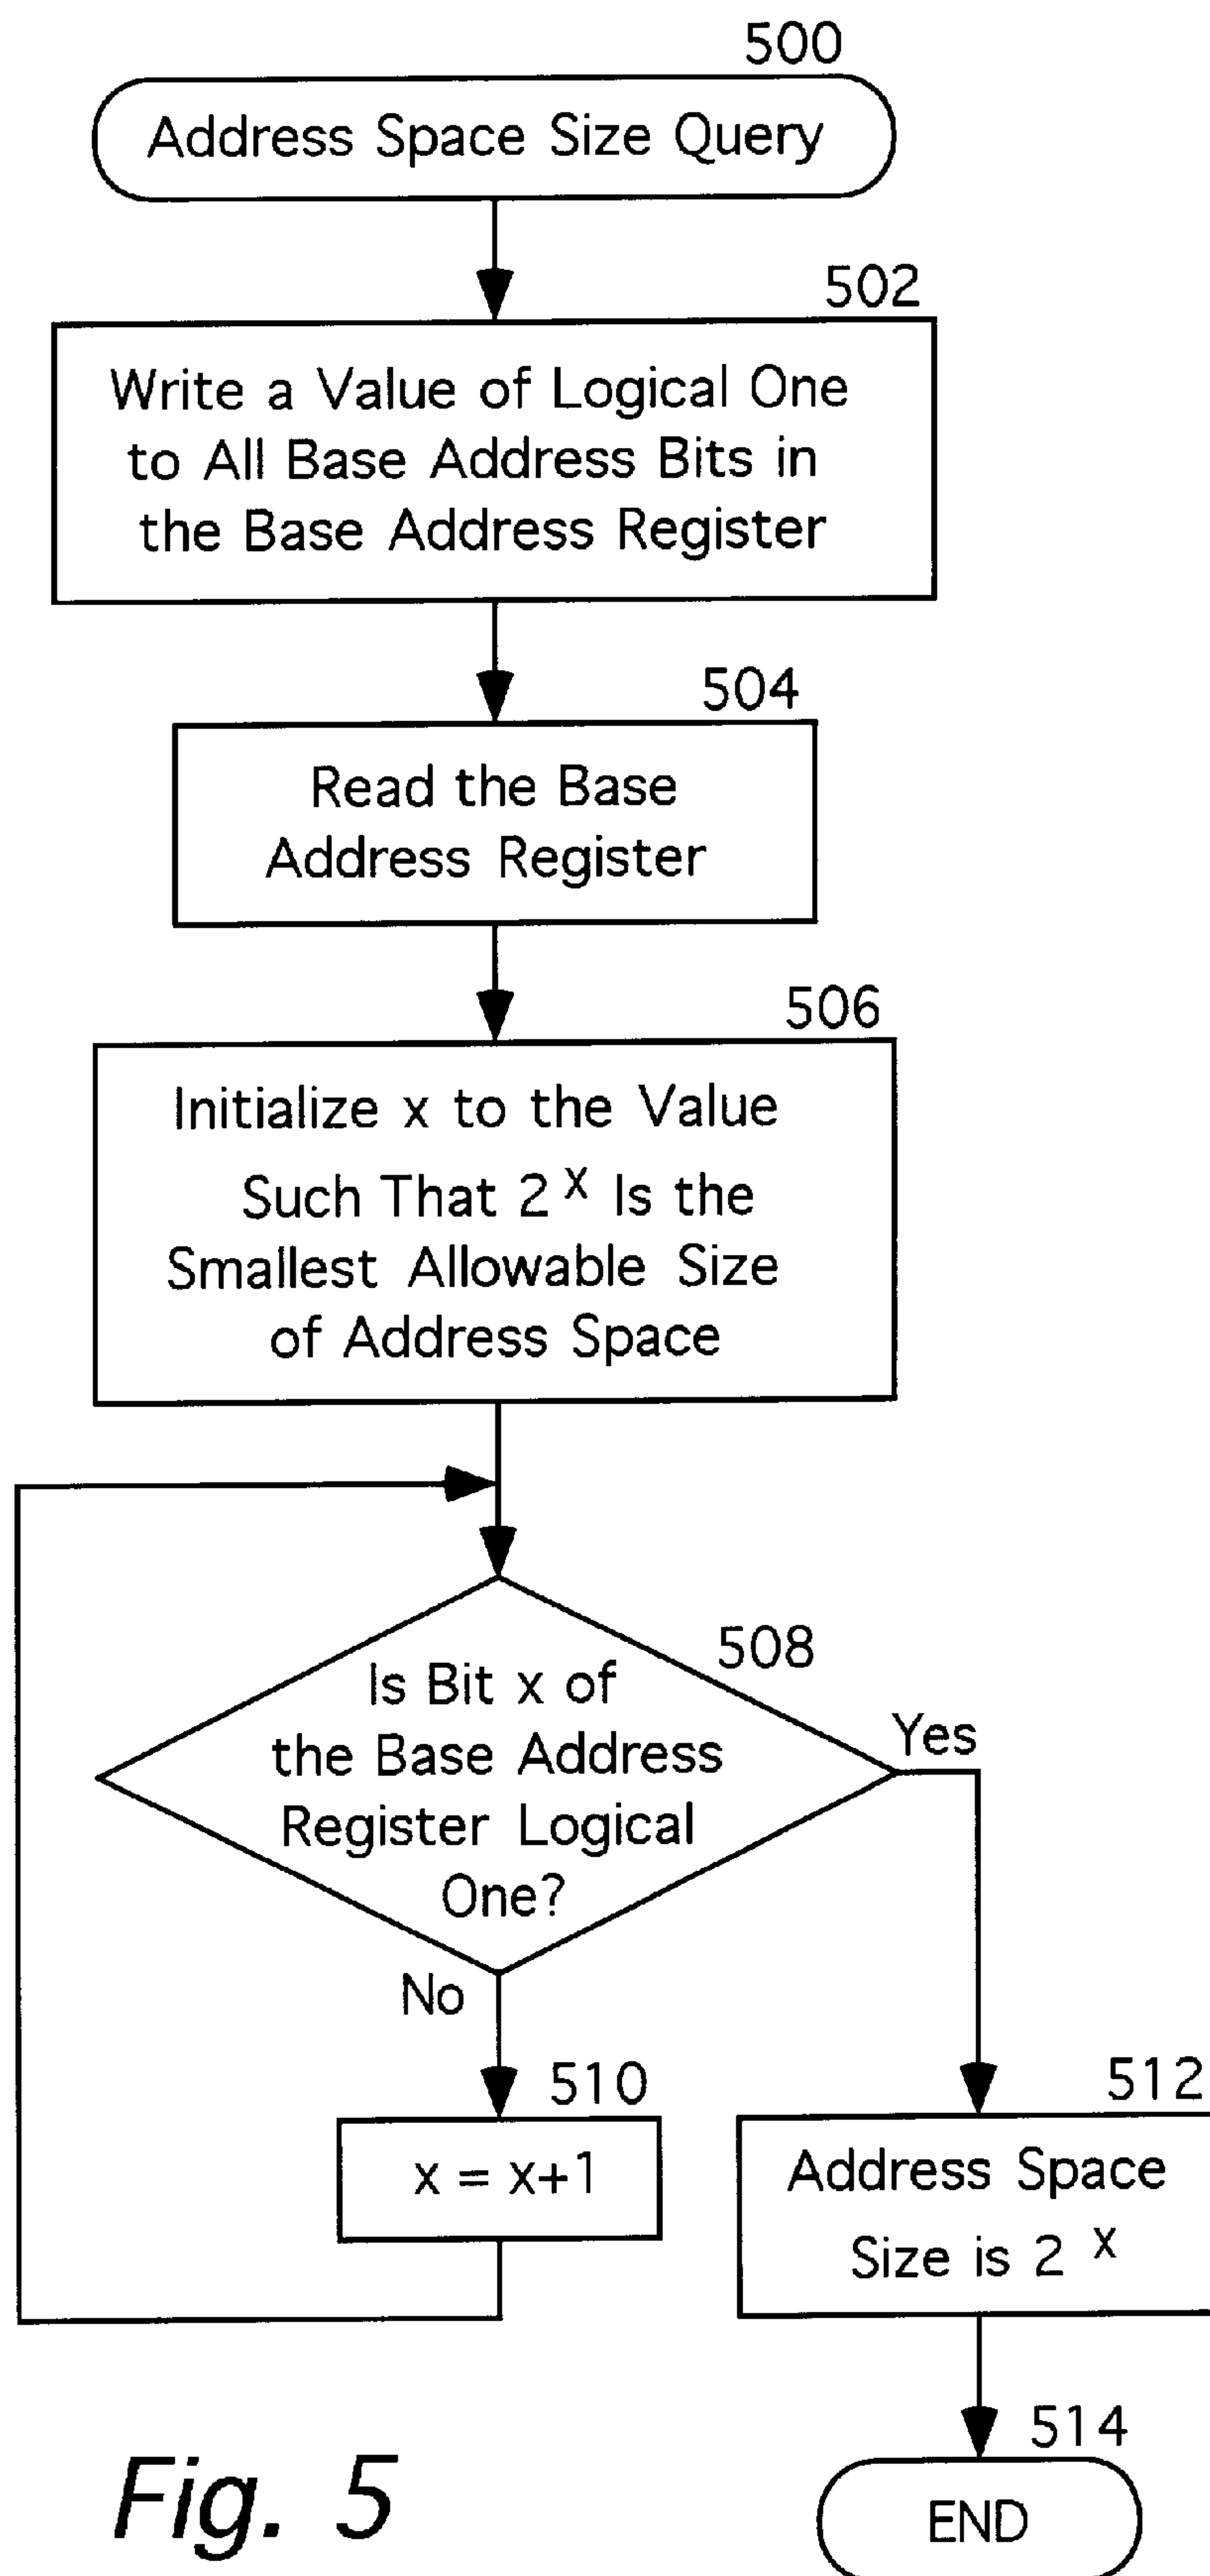 500
Address Space Size Query
502
Write a Value of Logical One
to All Base Address Bits in
the Base Address Register
504
Read the Base
Address Register
506
Initialize x to the Value
Such That 2 x Is the
Smallest Allowable Size
of Address Space
508
Is Bit x of
the Base Address
Register Logical
One?
Yes
No
510
x = x+1
512
Address Space
Size is 2 x
514
END
Fig. 5